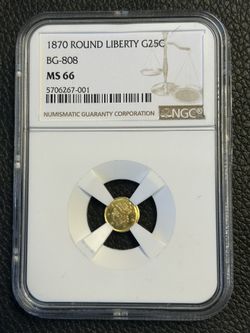 1870 ROUND LIBERTY G25C
BG-808
MS 66
5706267-001
NUMISMATIC GUARANTY CORPORATION
NGC